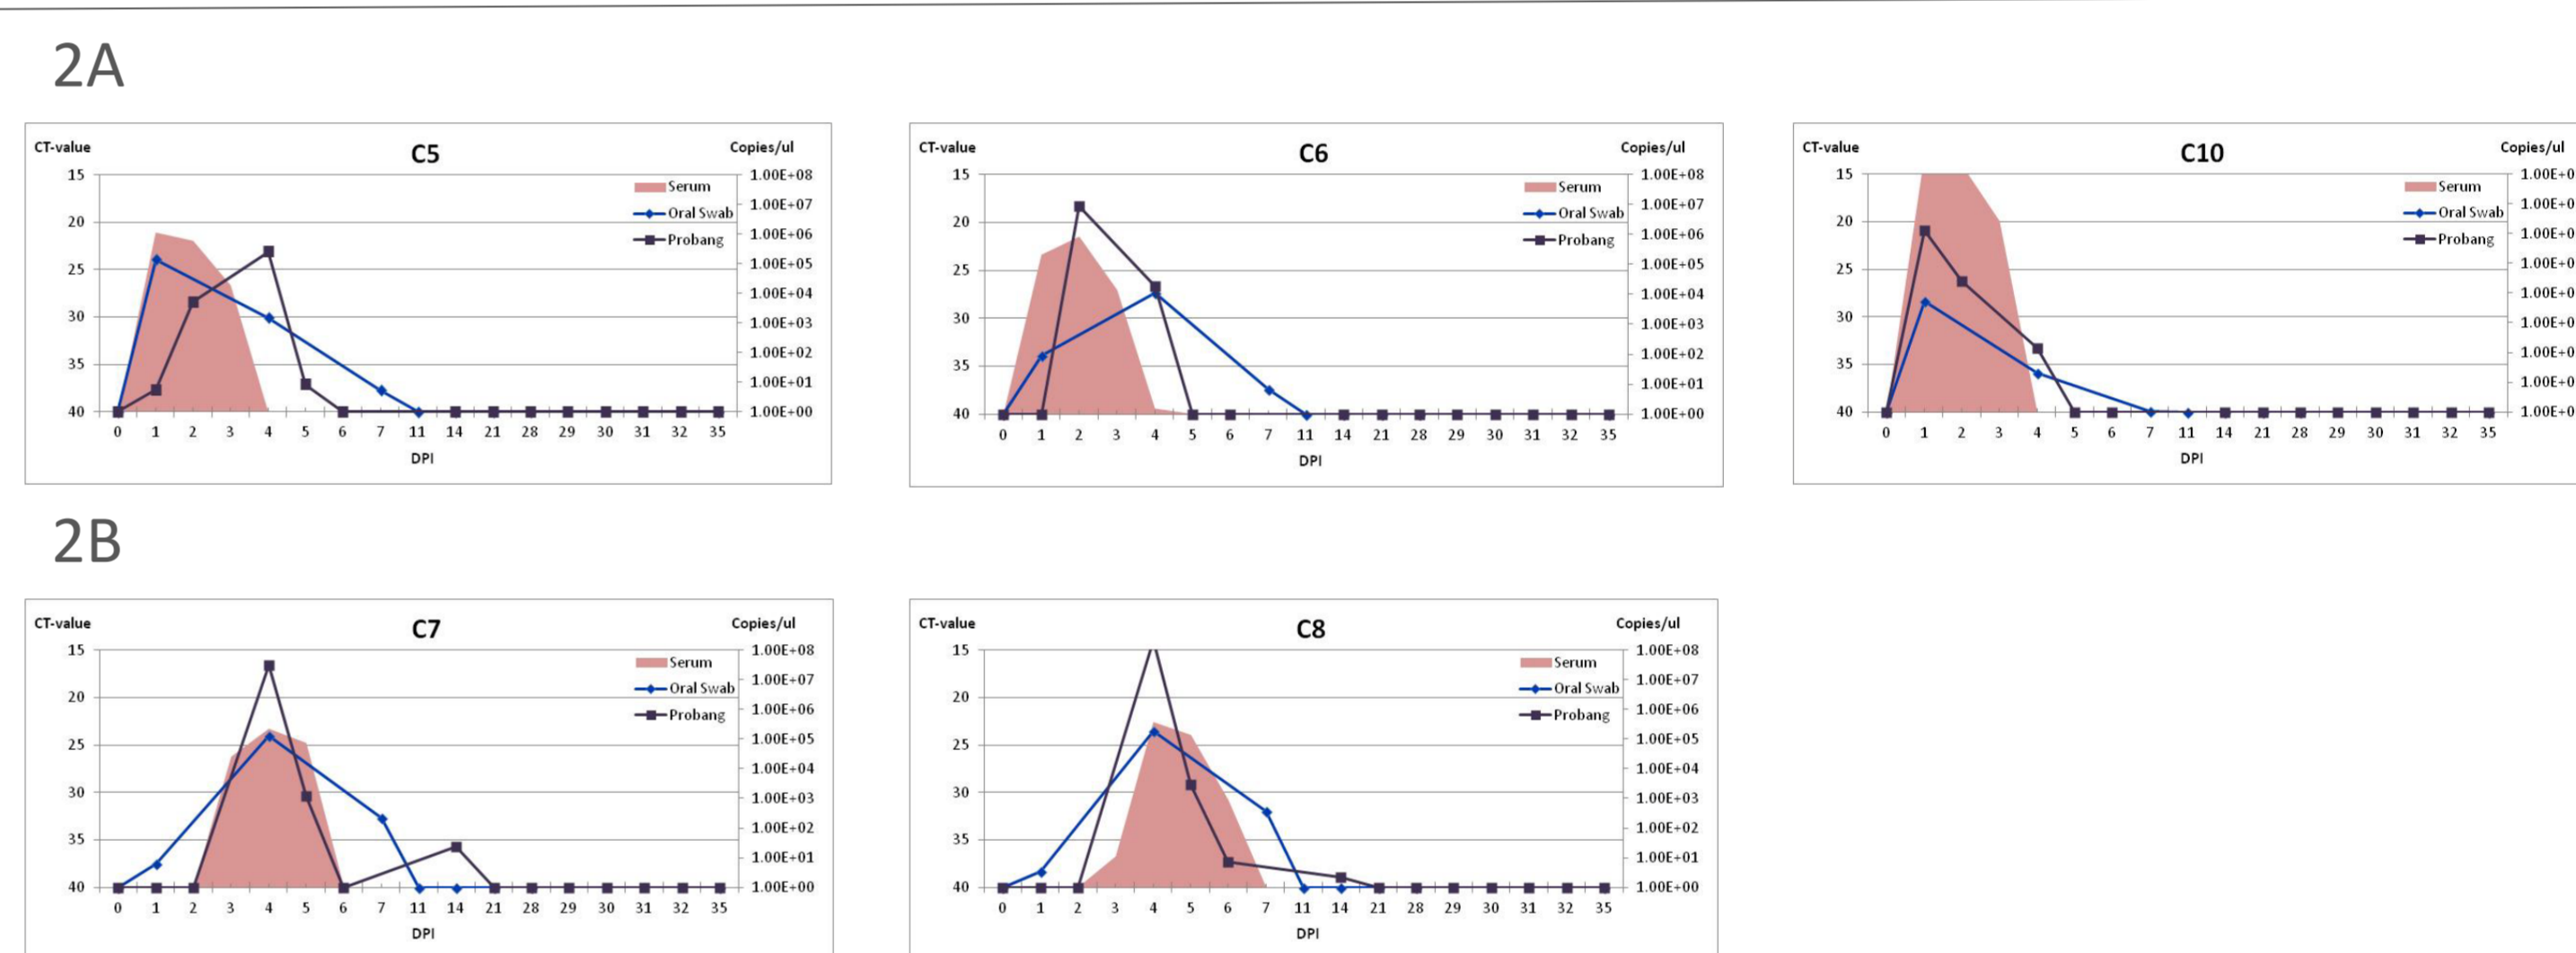 2A
CT-value C5 Copies/ul
15 1.00E+08
Serum
1.00E+07
20 Oral Swab
1.00E+06
Probang
25 1.00E+05
1.00E+04
30
1.00E+03
35 1.00E+02
1.00E+01
40 1.00E+00
0 1 2 3 4 5 6 7 11 14 21 28 29 30 31 32 35
DPI
CT-value C6 Copies/ul
15 1.00E+08
Serum
1.00E+07
20 Oral Swab
1.00E+06
Probang
25 1.00E+05
1.00E+04
30
1.00E+03
35 1.00E+02
1.00E+01
40 1.00E+00
0 1 2 3 4 5 6 7 11 14 21 28 29 30 31 32 35
DPI
CT-value C10 Copies/ul
15
Serum
20 Oral Swab
Probang
25
30
35
40
0 1 2 3 4 5 6 7 11 14 21 28 29 30 31 32 35
DPI
2B
CT-value C7 Copies/ul
15 1.00E+08
Serum
1.00E+07
20 Oral Swab
1.00E+06
Probang
25 1.00E+05
1.00E+04
30 1.00E+03
1.00E+02
35
1.00E+01
40 1.00E+00
0 1 2 3 4 5 6 7 11 14 21 28 29 30 31 32 35
DPI
CT-value C8 Copies/ul
15 1.00E+08
Serum
1.00E+07
20 Oral Swab
1.00E+06
Probang
25 1.00E+05
1.00E+04
30 1.00E+03
1.00E+02
35
1.00E+01
40 1.00E+00
0 1 2 3 4 5 6 7 11 14 21 28 29 30 31 32 35
DPI